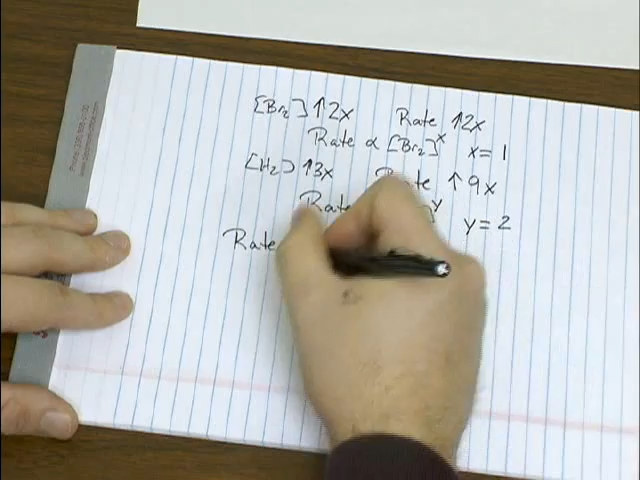 [Br₂] ↑2x Rate ↑2x
Rate α [Br₂]ˣ x = 1
[H₂] ↑3x Rate ↑9x
Rate ]ʸ y = 2
Rate